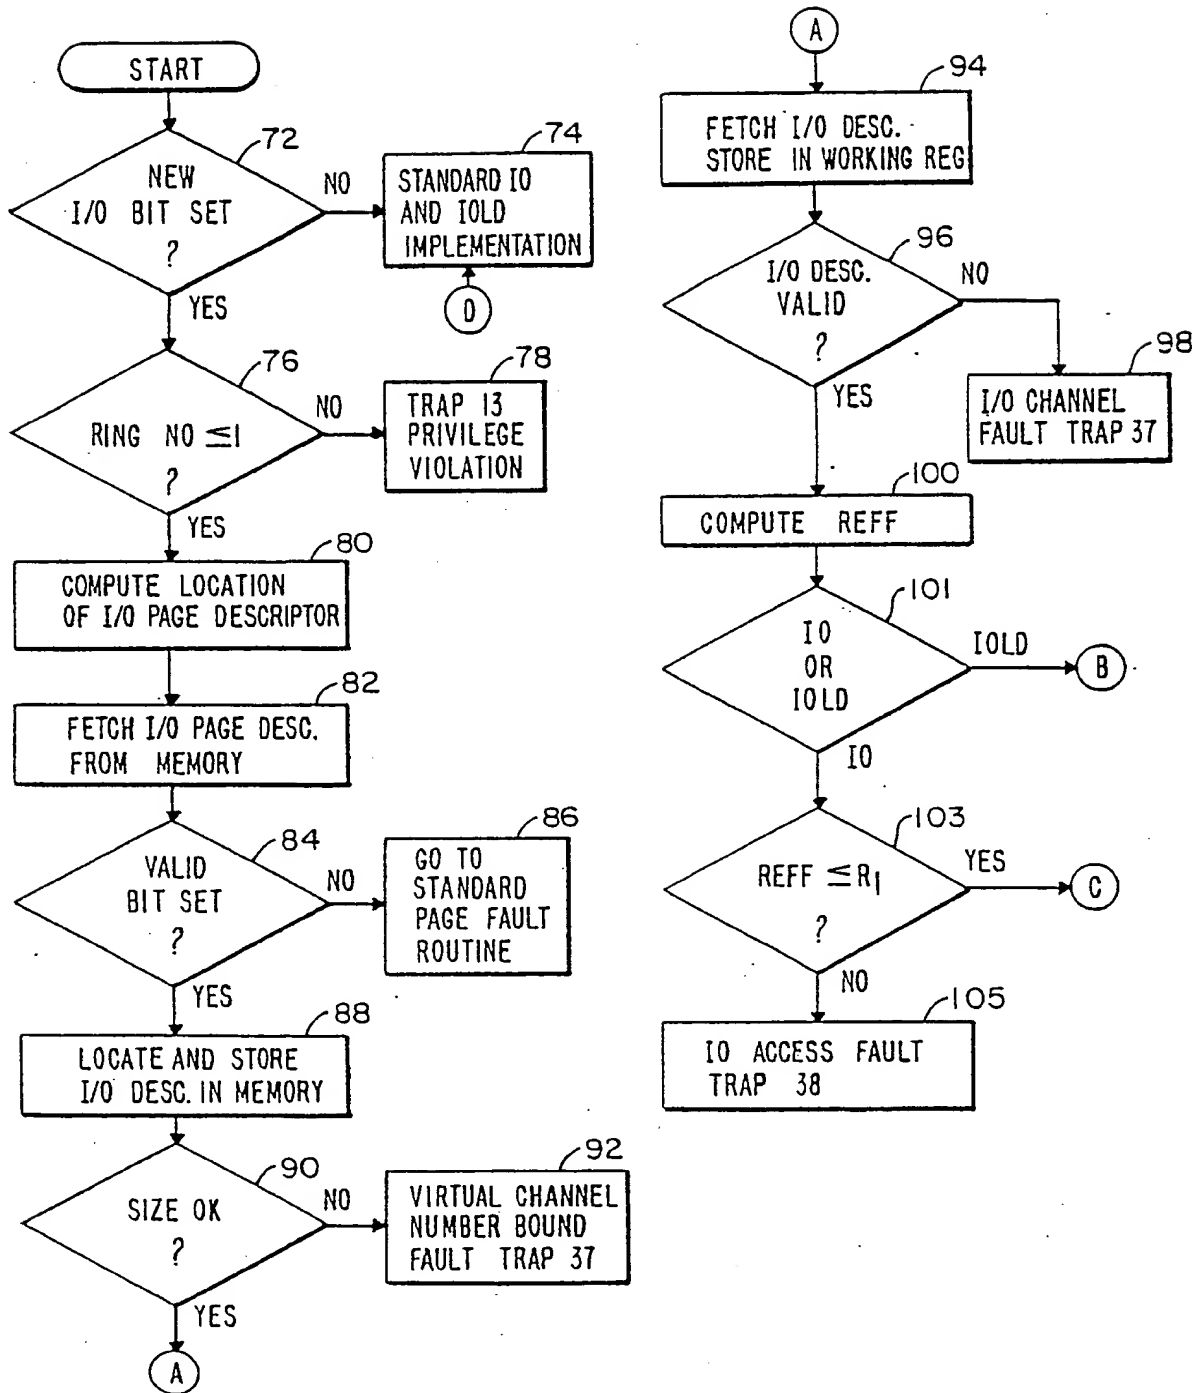 START
72
NEW
I/O BIT SET
?
NO
YES
74
STANDARD IO
AND IOLD
IMPLEMENTATION
D
76
RING NO ≤1
?
NO
YES
78
TRAP 13
PRIVILEGE
VIOLATION
80
COMPUTE LOCATION
OF I/O PAGE DESCRIPTOR
82
FETCH I/O PAGE DESC.
FROM MEMORY
84
VALID
BIT SET
?
NO
YES
86
GO TO
STANDARD
PAGE FAULT
ROUTINE
88
LOCATE AND STORE
I/O DESC. IN MEMORY
90
SIZE OK
?
NO
YES
92
VIRTUAL CHANNEL
NUMBER BOUND
FAULT TRAP 37
A
A
94
FETCH I/O DESC.
STORE IN WORKING REG
96
I/O DESC.
VALID
?
NO
YES
98
I/O CHANNEL
FAULT TRAP 37
100
COMPUTE REFF
101
IO
OR
IOLD
IOLD
B
IO
103
REFF ≤ R1
?
YES
C
NO
105
IO ACCESS FAULT
TRAP 38